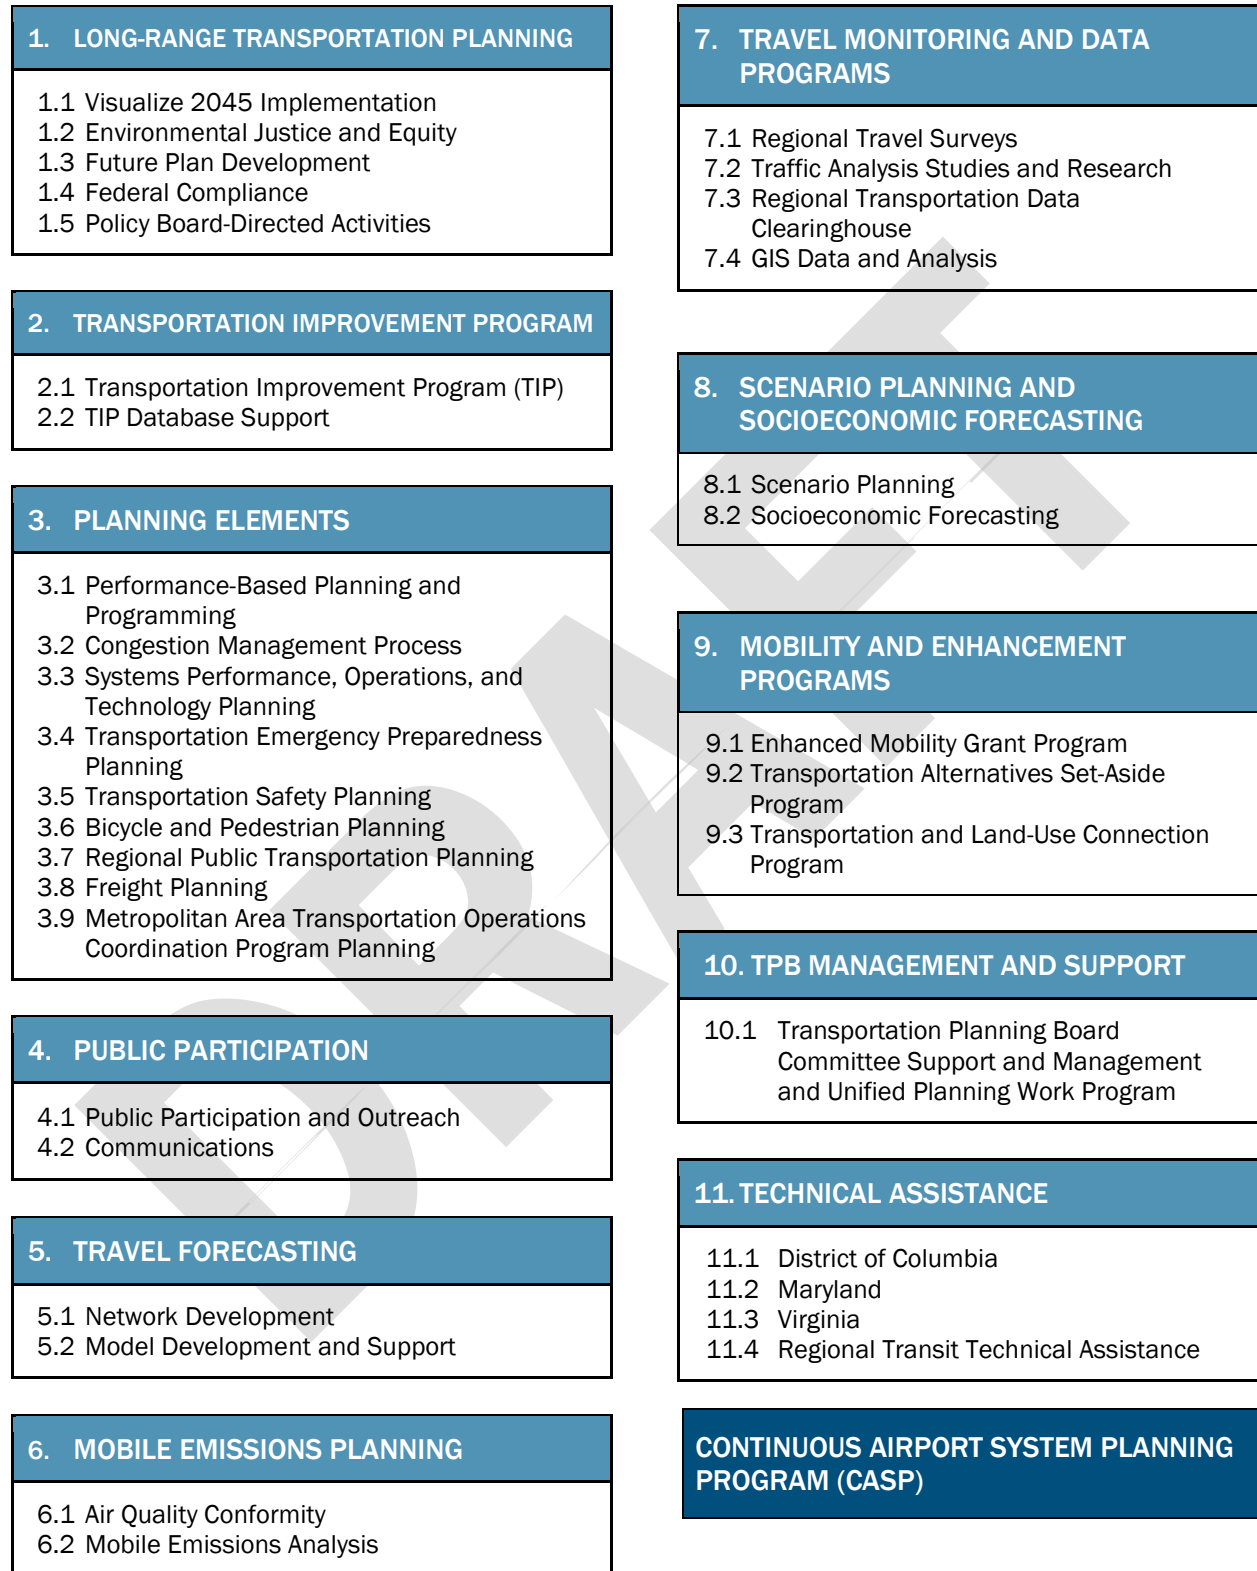 1. LONG-RANGE TRANSPORTATION PLANNING
1.1 Visualize 2045 Implementation
1.2 Environmental Justice and Equity
1.3 Future Plan Development
1.4 Federal Compliance
1.5 Policy Board-Directed Activities
2. TRANSPORTATION IMPROVEMENT PROGRAM
2.1 Transportation Improvement Program (TIP)
2.2 TIP Database Support
3. PLANNING ELEMENTS
3.1 Performance-Based Planning and
Programming
3.2 Congestion Management Process
3.3 Systems Performance, Operations, and
Technology Planning
3.4 Transportation Emergency Preparedness
Planning
3.5 Transportation Safety Planning
3.6 Bicycle and Pedestrian Planning
3.7 Regional Public Transportation Planning
3.8 Freight Planning
3.9 Metropolitan Area Transportation Operations
Coordination Program Planning
4. PUBLIC PARTICIPATION
4.1 Public Participation and Outreach
4.2 Communications
5. TRAVEL FORECASTING
5.1 Network Development
5.2 Model Development and Support
6. MOBILE EMISSIONS PLANNING
6.1 Air Quality Conformity
6.2 Mobile Emissions Analysis
7. TRAVEL MONITORING AND DATA
PROGRAMS
7.1 Regional Travel Surveys
7.2 Traffic Analysis Studies and Research
7.3 Regional Transportation Data
Clearinghouse
7.4 GIS Data and Analysis
8. SCENARIO PLANNING AND
SOCIOECONOMIC FORECASTING
8.1 Scenario Planning
8.2 Socioeconomic Forecasting
9. MOBILITY AND ENHANCEMENT
PROGRAMS
9.1 Enhanced Mobility Grant Program
9.2 Transportation Alternatives Set-Aside
Program
9.3 Transportation and Land-Use Connection
Program
10. TPB MANAGEMENT AND SUPPORT
10.1 Transportation Planning Board
Committee Support and Management
and Unified Planning Work Program
11. TECHNICAL ASSISTANCE
11.1 District of Columbia
11.2 Maryland
11.3 Virginia
11.4 Regional Transit Technical Assistance
CONTINUOUS AIRPORT SYSTEM PLANNING
PROGRAM (CASP)
DRAFT